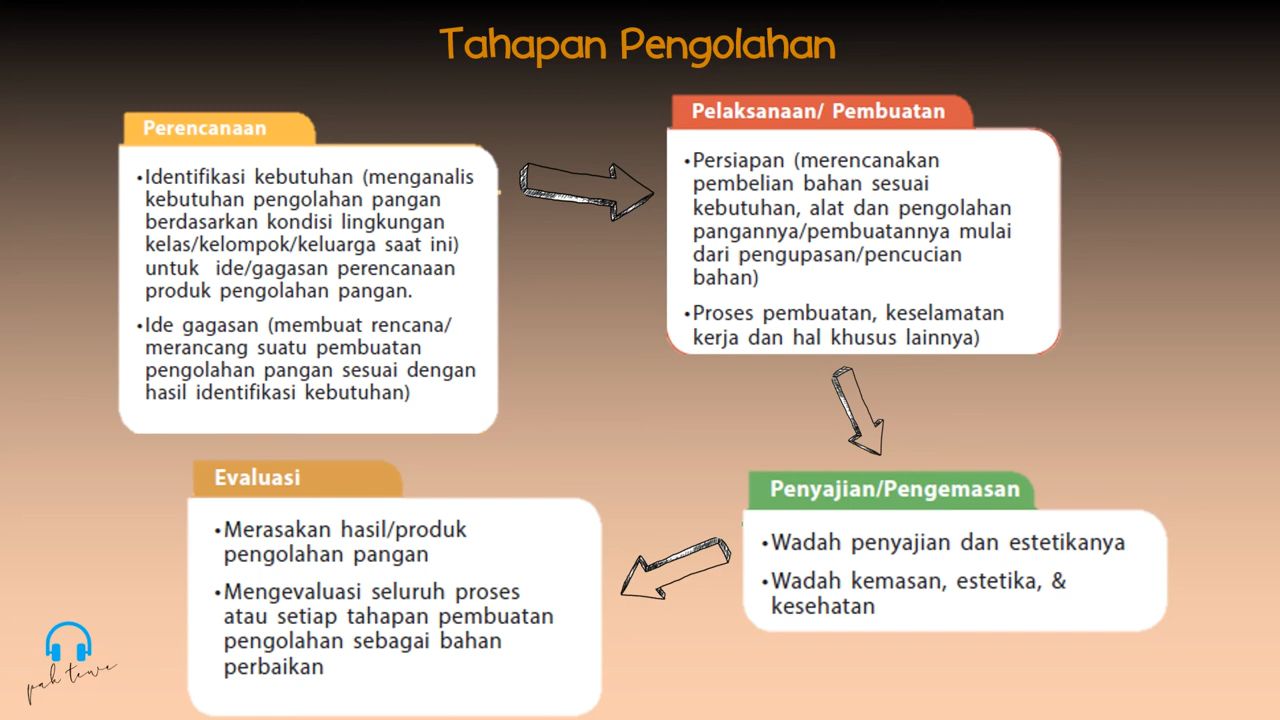 Tahapan Pengolahan
Perencanaan
•Identifikasi kebutuhan (menganalis
kebutuhan pengolahan pangan
berdasarkan kondisi lingkungan
kelas/kelompok/keluarga saat ini)
untuk ide/gagasan perencanaan
produk pengolahan pangan.
•Ide gagasan (membuat rencana/
merancang suatu pembuatan
pengolahan pangan sesuai dengan
hasil identifikasi kebutuhan)
Pelaksanaan/ Pembuatan
•Persiapan (merencanakan
pembelian bahan sesuai
kebutuhan, alat dan pengolahan
pangannya/pembuatannya mulai
dari pengupasan/pencucian
bahan)
•Proses pembuatan, keselamatan
kerja dan hal khusus lainnya)
Penyajian/Pengemasan
•Wadah penyajian dan estetikanya
•Wadah kemasan, estetika, &
kesehatan
Evaluasi
•Merasakan hasil/produk
pengolahan pangan
•Mengevaluasi seluruh proses
atau setiap tahapan pembuatan
pengolahan sebagai bahan
perbaikan
pak tewe